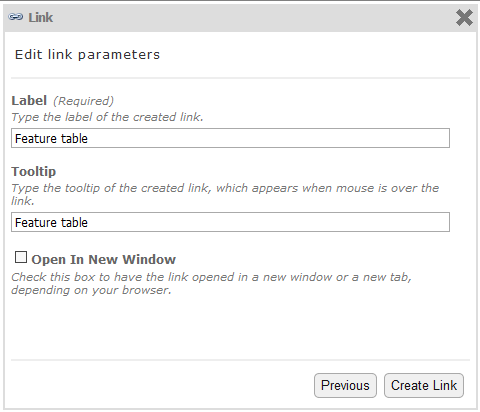 Link
Edit link parameters
Label (Required)
Type the label of the created link.
Feature table
Tooltip
Type the tooltip of the created link, which appears when mouse is over the
link.
Feature table
Open In New Window
Check this box to have the link opened in a new window or a new tab,
depending on your browser.
Previous Create Link